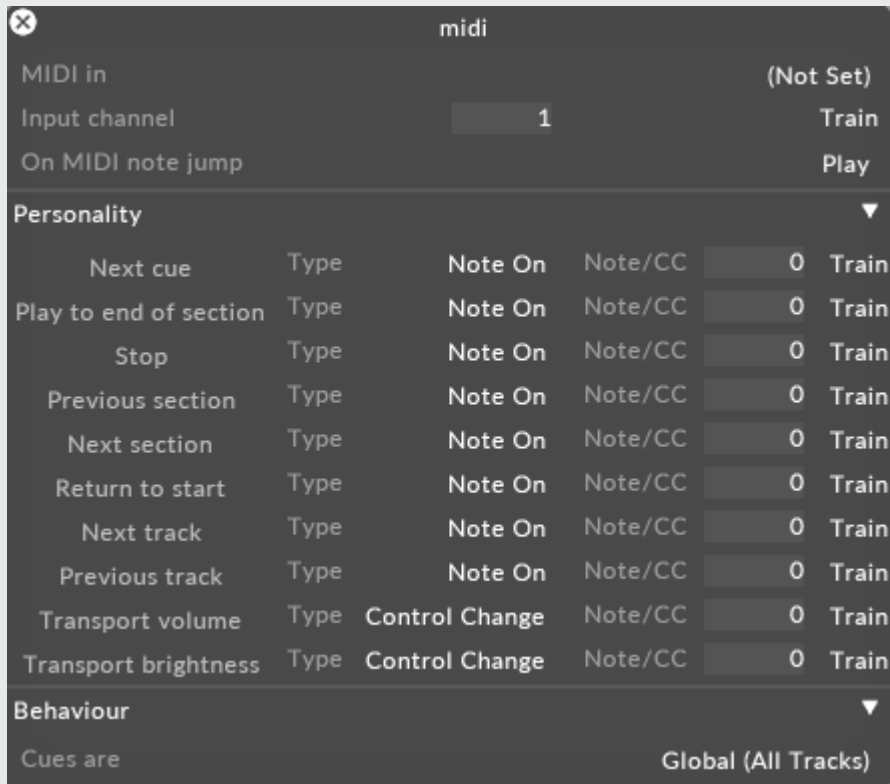 midi
MIDI in (Not Set)
Input channel 1 Train
On MIDI note jump Play
Personality
Next cue Type Note On Note/CC 0 Train
Play to end of section Type Note On Note/CC 0 Train
Stop Type Note On Note/CC 0 Train
Previous section Type Note On Note/CC 0 Train
Next section Type Note On Note/CC 0 Train
Return to start Type Note On Note/CC 0 Train
Next track Type Note On Note/CC 0 Train
Previous track Type Note On Note/CC 0 Train
Transport volume Type Control Change Note/CC 0 Train
Transport brightness Type Control Change Note/CC 0 Train
Behaviour
Cues are Global (All Tracks)